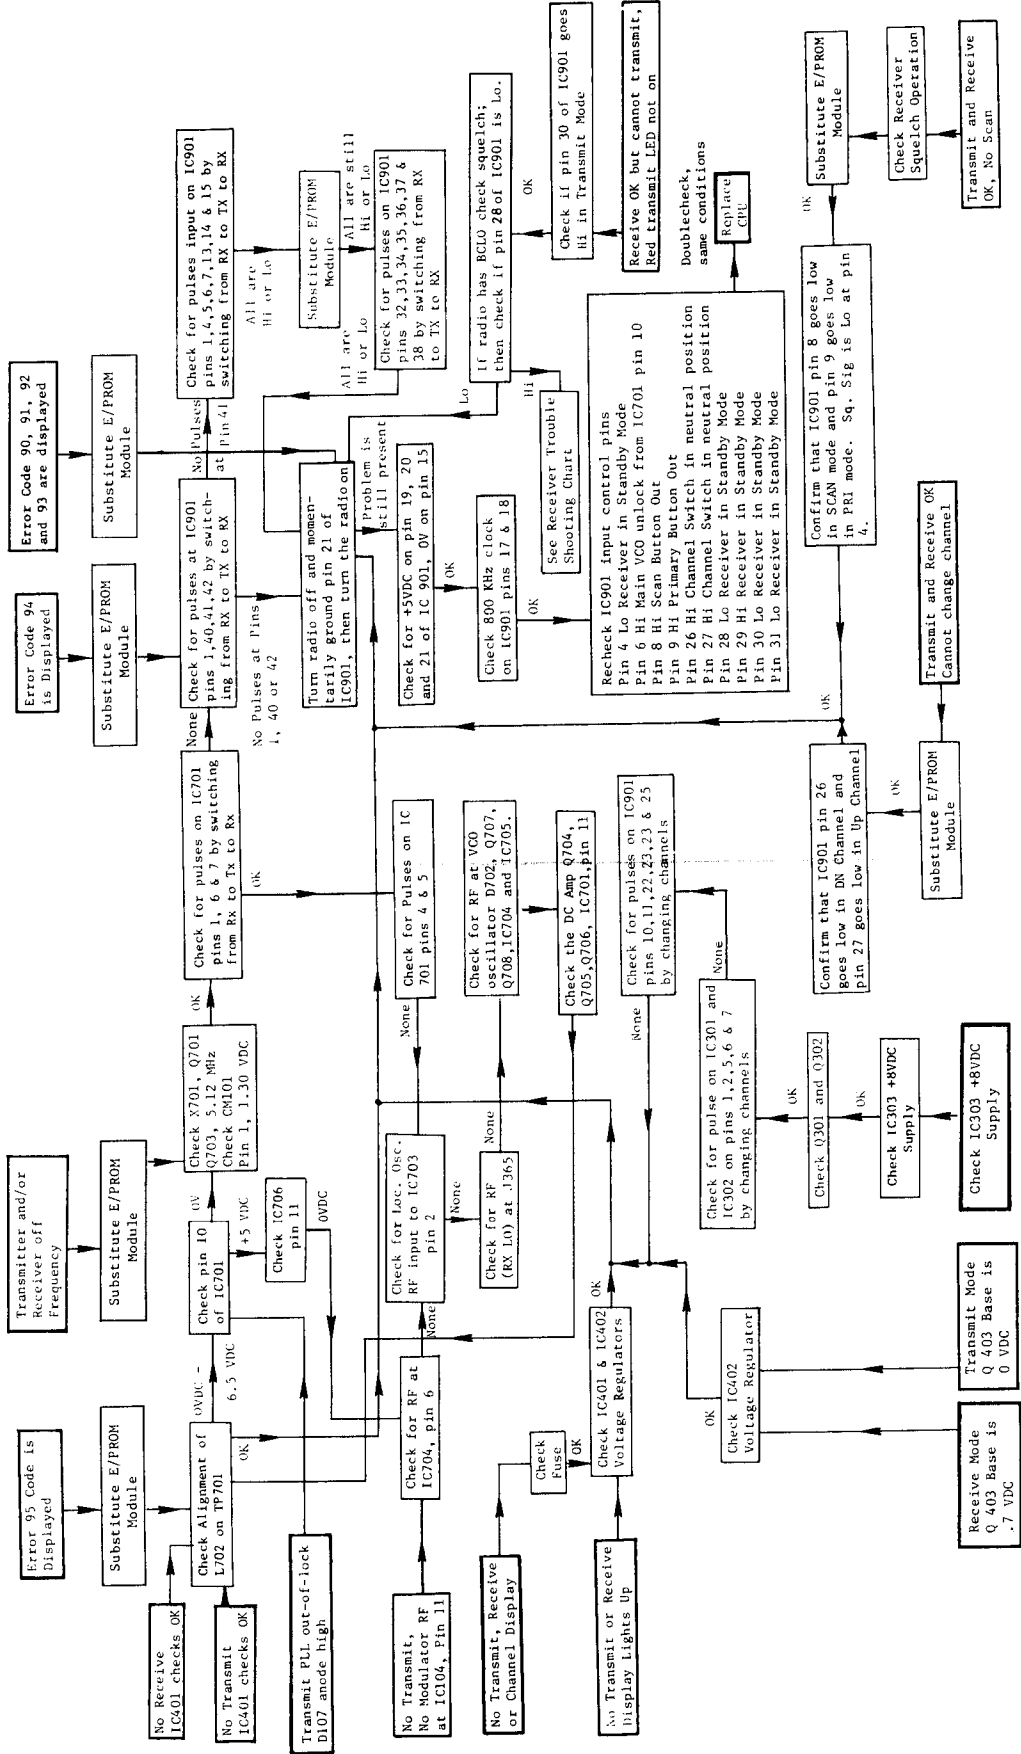 Error 95 Code is
Displayed
Substitute E/PROM
Module
No Receive
IC401 checks OK
No Transmit
IC401 checks OK
Check Alignment of
L702 on TP701
OVDC -
6.5 VDC
OK
Transmit PLL out-of-lock
D107 anode high
Transmitter and/or
Receiver off
Frequency
Substitute E/PROM
Module
Check pin 10
of IC701
OV
+5 VDC
Check IC706
pin 11
OVDC
Check X701, Q701
Q703, 5.12 MHz
Check CM101
Pin 1, 1.30 VDC
OK
Check for pulses on IC701
pins 1, 6 & 7 by switching
from Rx to Tx to Rx
None
OK
Error Code 94
is Displayed
Substitute E/PROM
Module
Check for pulses at IC901
pins 1,40,41,42 by switch-
ing from RX to TX to RX
No Pulses at Pins
1, 40 or 42
No Pulses
at Pin 41
Error Code 90, 91, 92
and 93 are displayed
Substitute E/PROM
Module
Check for pulses input on IC901
pins 1,4,5,6,7,13,14 & 15 by
switching from RX to TX to RX
All are
Hi or Lo
Substitute E/PROM
Module
All are still
Hi or Lo
Check for pulses on IC901
pins 32,33,34,35,36,37 &
38 by switching from RX
to TX to RX
All are
Hi or Lo
Turn radio off and momen-
tarily ground pin 21 of
IC901, then turn the radio on
Problem is
still present
Check for +5VDC on pin 19, 20
and 21 of IC 901, 0V on pin 15
OK
Check 800 KHz clock
on IC901 pins 17 & 18
OK
If radio has BCLO check squelch;
then check if pin 28 of IC901 is Lo.
Lo
Hi
See Receiver Trouble
Shooting Chart
OK
Check if pin 30 of IC901 goes
Hi in Transmit Mode
Receive OK but cannot transmit,
Red transmit LED not on
Recheck IC901 input control pins
Pin 4 Lo Receiver in Standby Mode
Pin 6 Hi Main VCO unlock from IC701 pin 10
Pin 8 Hi Scan Button Out
Pin 9 Hi Primary Button Out
Pin 26 Hi Channel Switch in neutral position
Pin 27 Hi Channel Switch in neutral position
Pin 28 Lo Receiver in Standby Mode
Pin 29 Hi Receiver in Standby Mode
Pin 30 Lo Receiver in Standby Mode
Pin 31 Lo Receiver in Standby Mode
Doublecheck,
same conditions
Replace
CPU
No Transmit,
No Modulator RF
at IC104, Pin 11
Check for RF at
IC704, pin 6
None
Check for Loc. Osc.
RF input to IC703
pin 2
None
Check for Pulses on IC
701 pins 4 & 5
None
Check for RF
(RX LO) at J365
None
Check for RF at VCO
oscillator D702, Q707,
Q708,IC704 and IC705.
Check the DC Amp Q704,
Q705,Q706, IC701,pin 11
No Transmit, Receive
or Channel Display
Check
Fuse
OK
Check IC401 & IC402
Voltage Regulators
OK
No Transmit or Receive
Display Lights Up
None
Check for pulses on IC901
pins 10,11,22,23,23 & 25
by changing channels
None
Check for pulse on IC301 and
IC302 on pins 1,2,5,6 & 7
by changing channels
OK
Check Q301 and Q302
OK
Check IC303 +8VDC
Supply
Check IC303 +8VDC
Supply
OK
Check IC402
Voltage Regulator
Receive Mode
Q 403 Base is
.7 VDC
Transmit Mode
Q 403 Base is
0 VDC
Confirm that IC901 pin 26
goes low in DN Channel and
pin 27 goes low in Up Channel
OK
OK
Substitute E/PROM
Module
Transmit and Receive OK
Cannot change channel
Confirm that IC901 pin 8 goes low
in SCAN mode and pin 9 goes low
in PRI mode. Sq. Sig is Lo at pin
4.
OK
OK
Substitute E/PROM
Module
Check Receiver
Squelch Operation
Transmit and Receive
OK, No Scan